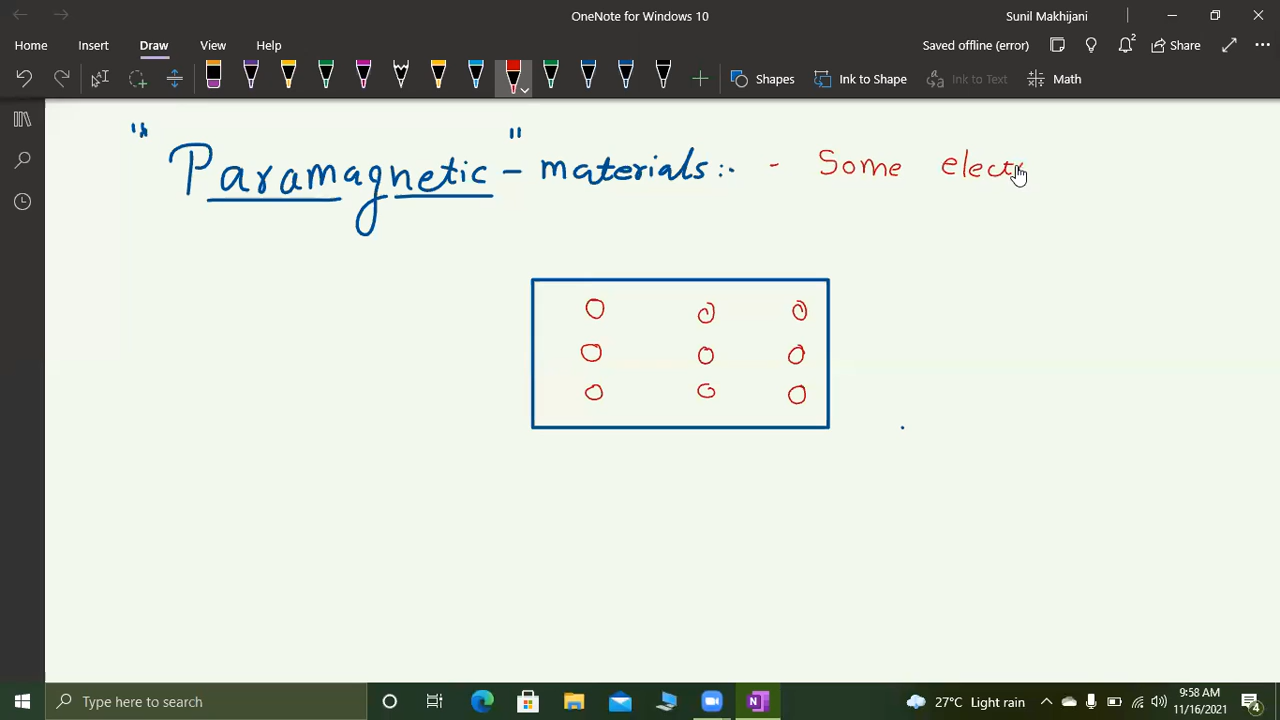 OneNote for Windows 10
Sunil Makhijani
Home Insert Draw View Help
Saved offline (error)
Share
Shapes
Ink to Shape
Ink to Text
Math
"Paramagnetic" - materials :- - Some electr
Type here to search
27°C Light rain
9:58 AM
11/16/2021
4